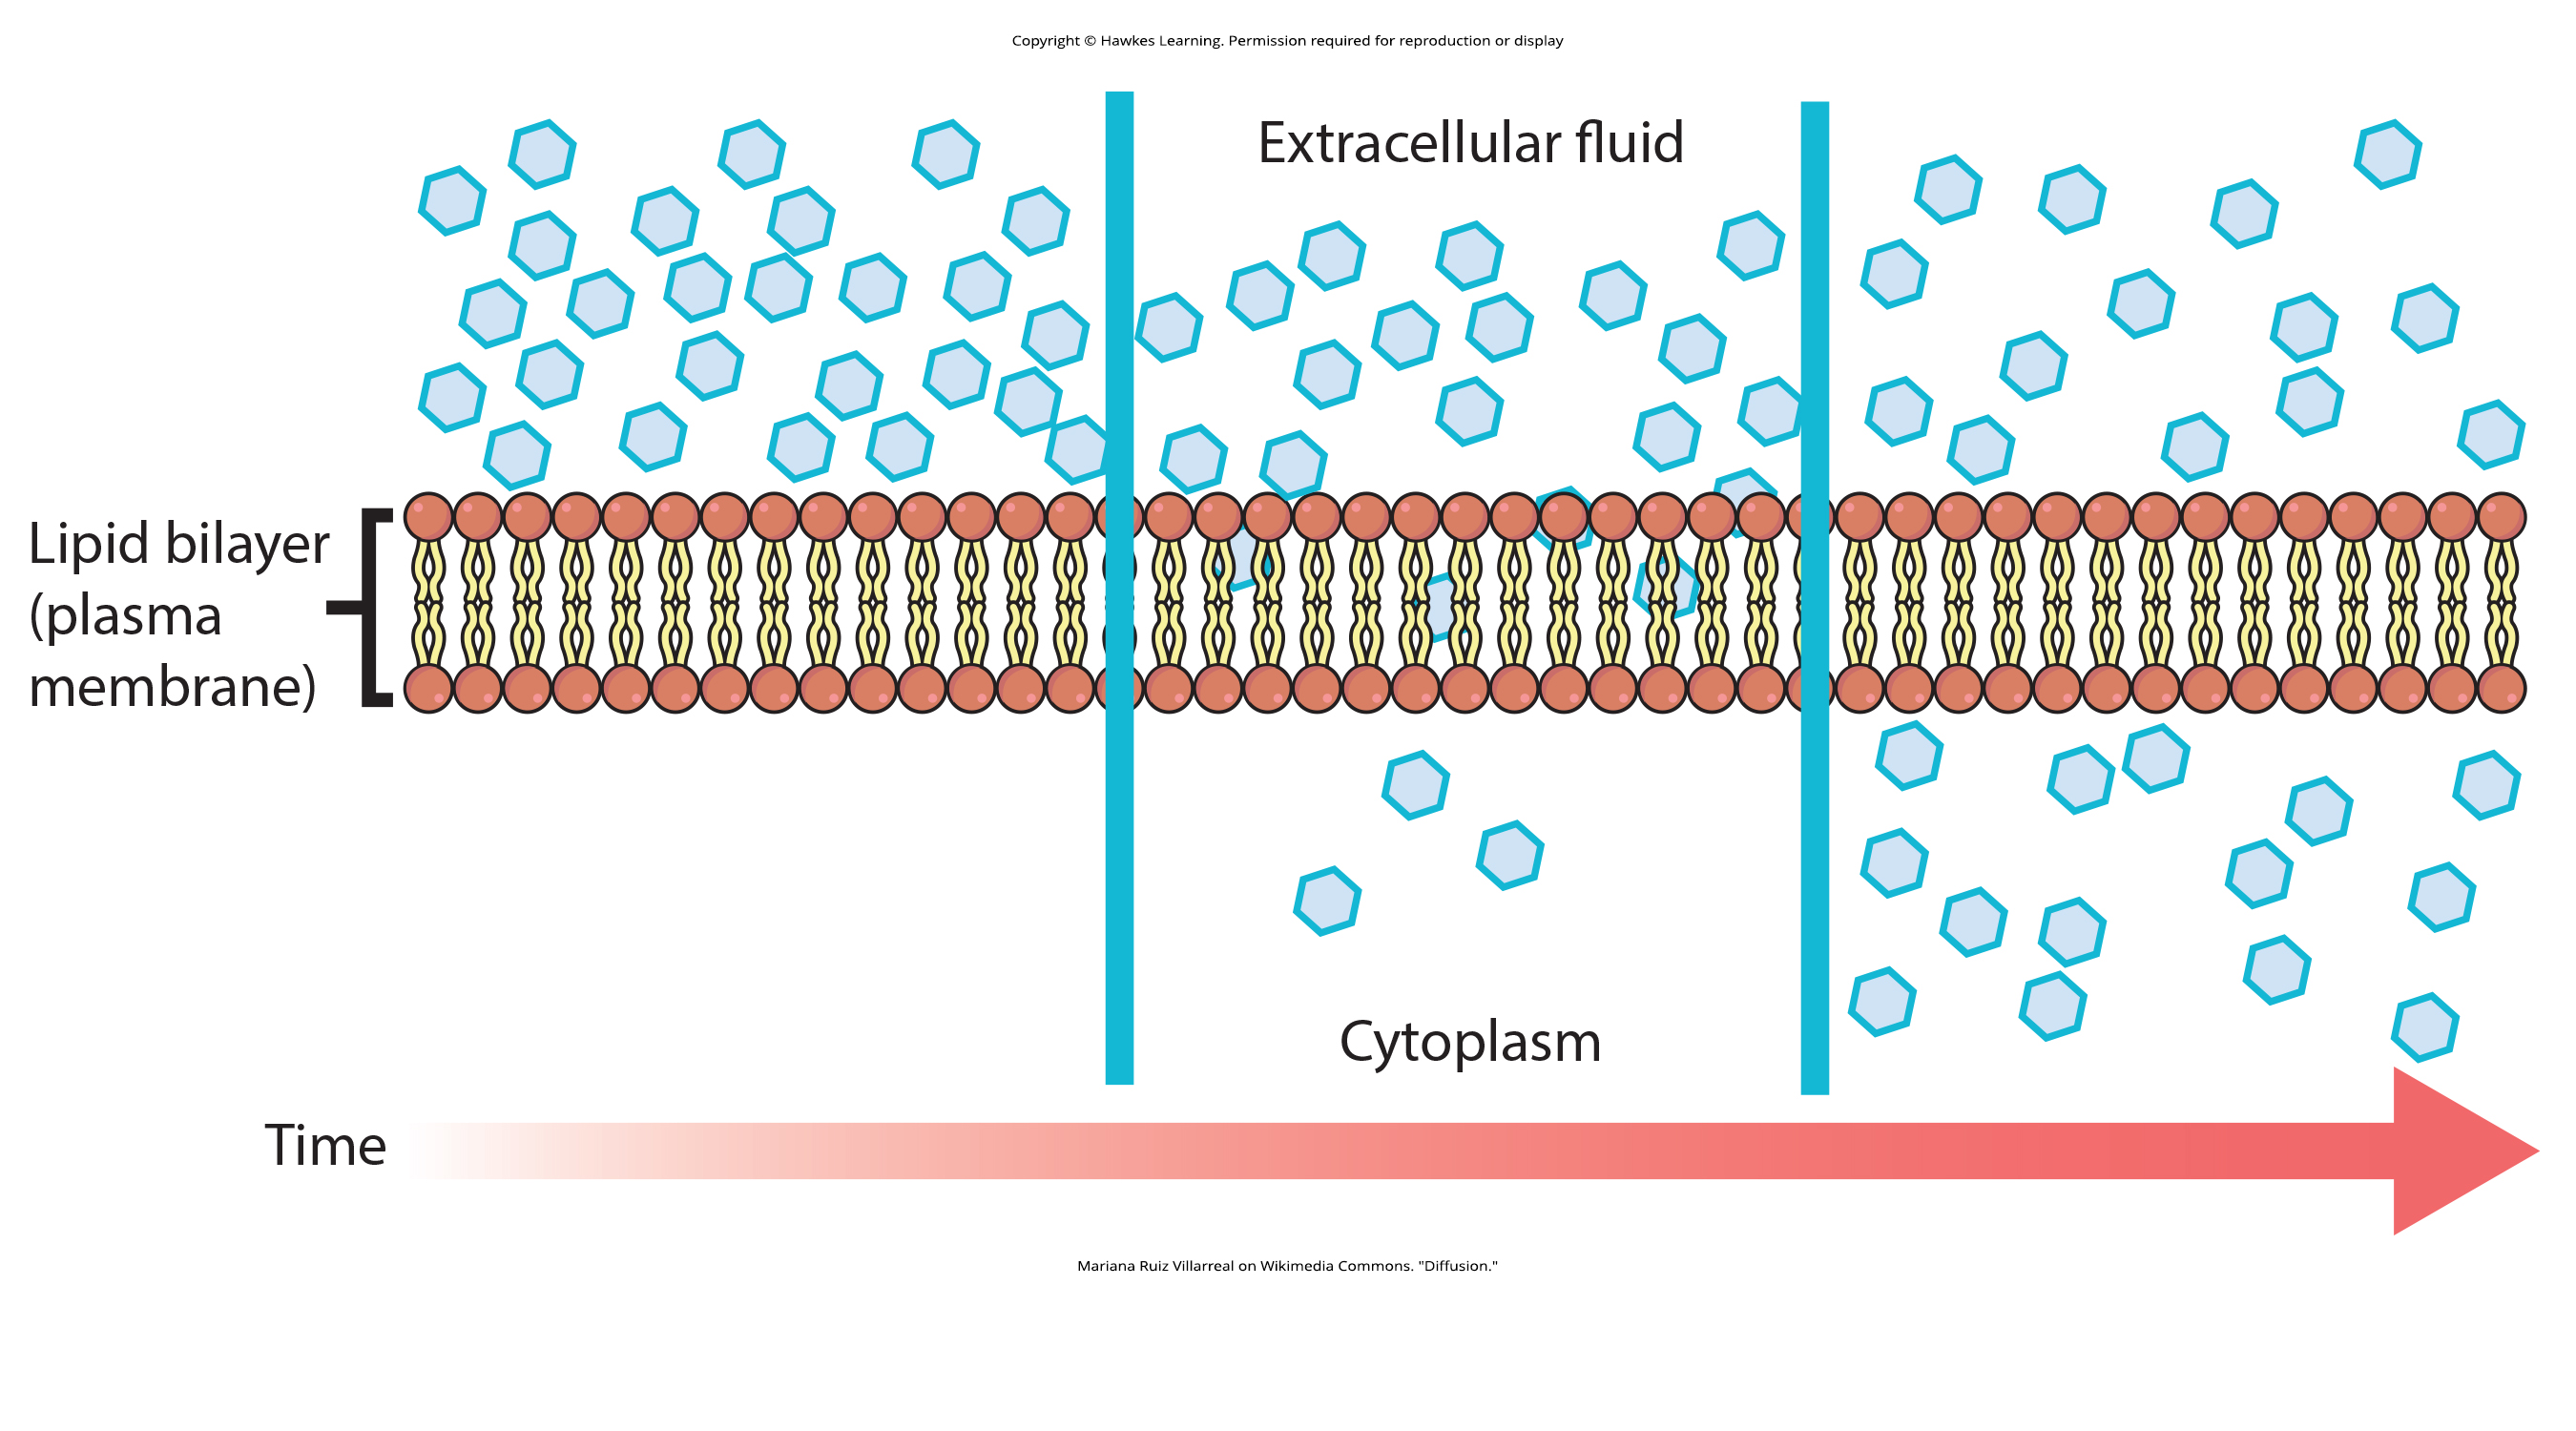 Copyright © Hawkes Learning. Permission required for reproduction or display
Extracellular fluid
Lipid bilayer
(plasma
membrane)
Cytoplasm
Time
Mariana Ruiz Villarreal on Wikimedia Commons. "Diffusion."